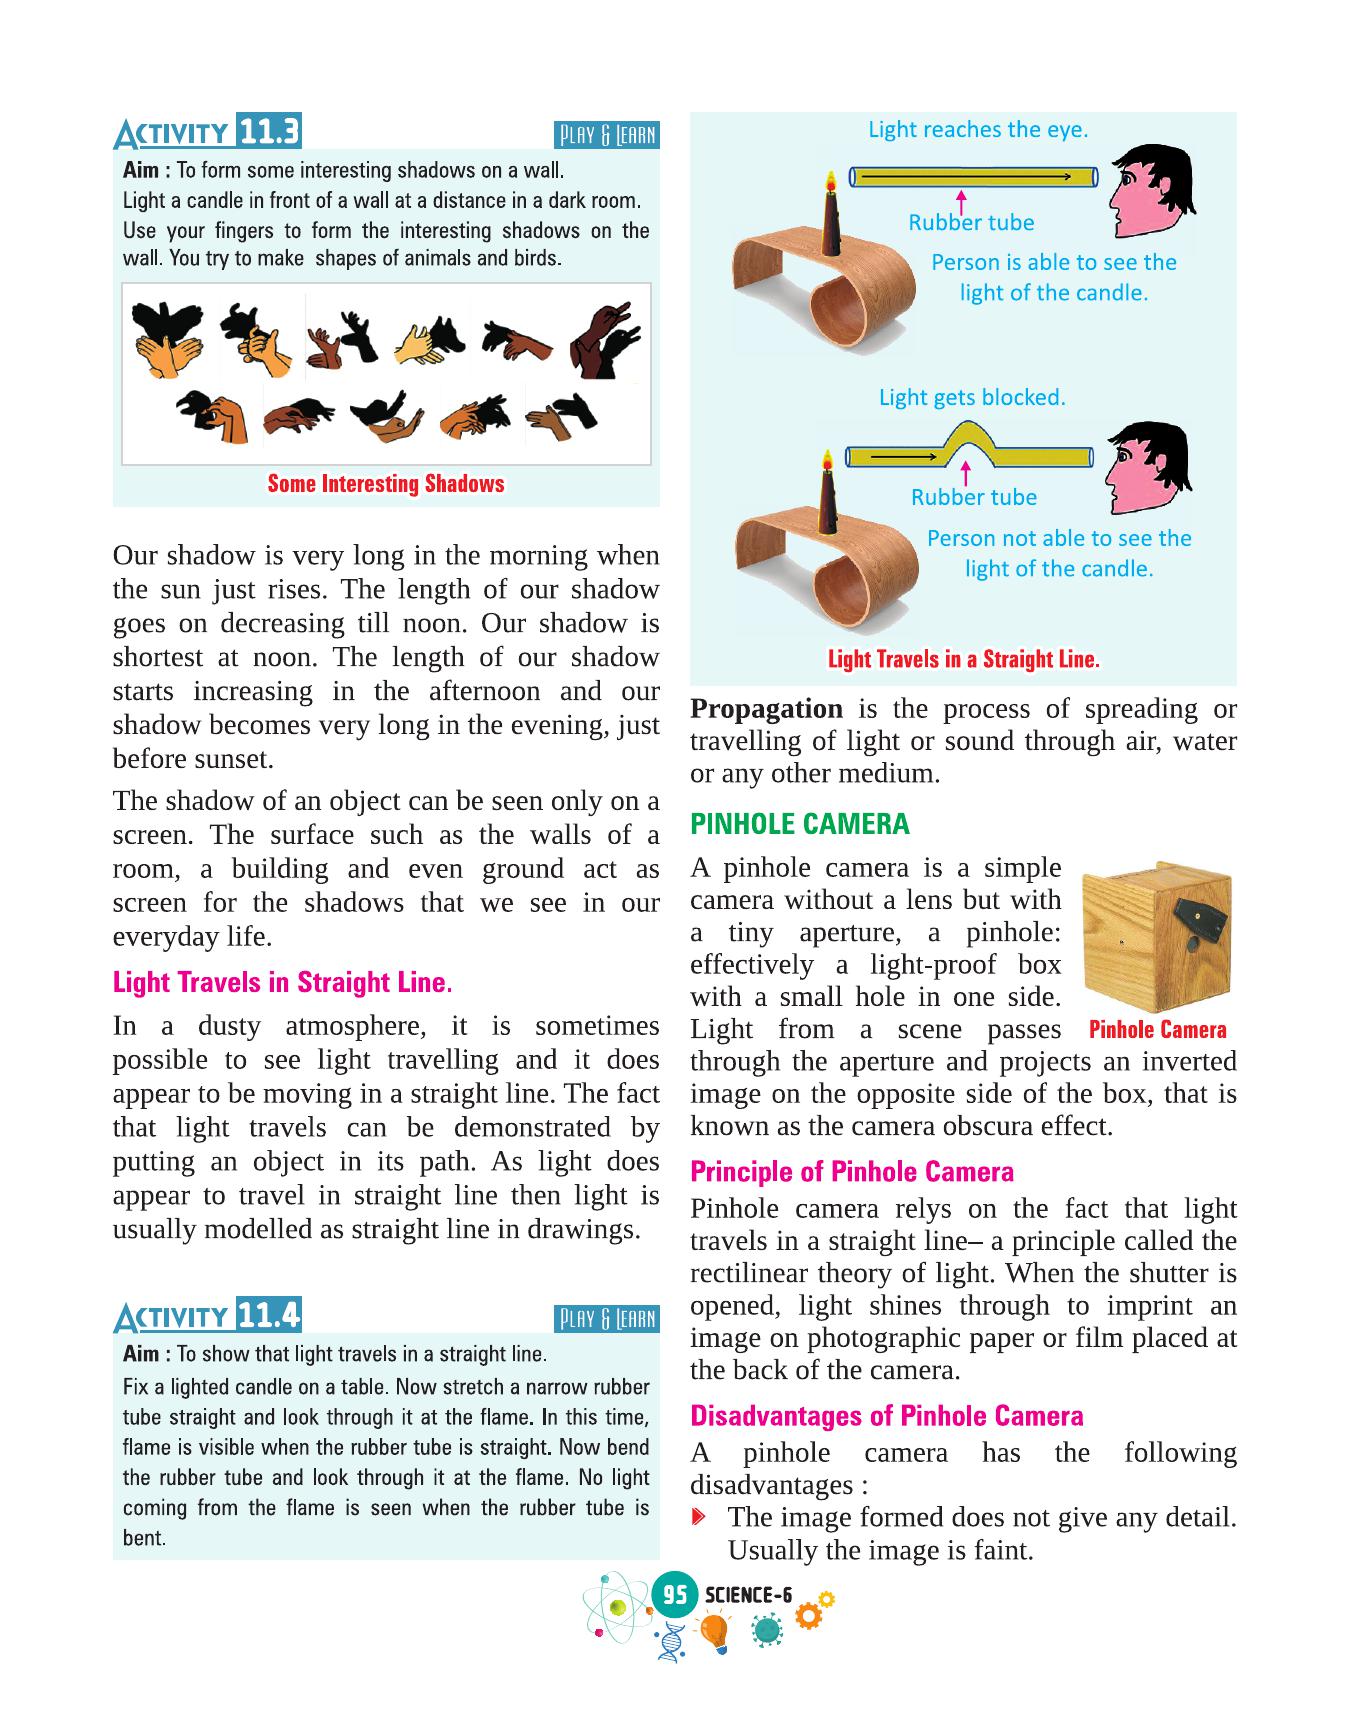 ACTIVITY 11.3
PLAY & LEARN
Aim : To form some interesting shadows on a wall.
Light a candle in front of a wall at a distance in a dark room.
Use your fingers to form the interesting shadows on the
wall. You try to make shapes of animals and birds.
Some Interesting Shadows
Our shadow is very long in the morning when
the sun just rises. The length of our shadow
goes on decreasing till noon. Our shadow is
shortest at noon. The length of our shadow
starts increasing in the afternoon and our
shadow becomes very long in the evening, just
before sunset.
The shadow of an object can be seen only on a
screen. The surface such as the walls of a
room, a building and even ground act as
screen for the shadows that we see in our
everyday life.
Light Travels in Straight Line.
In a dusty atmosphere, it is sometimes
possible to see light travelling and it does
appear to be moving in a straight line. The fact
that light travels can be demonstrated by
putting an object in its path. As light does
appear to travel in straight line then light is
usually modelled as straight line in drawings.
ACTIVITY 11.4
PLAY & LEARN
Aim : To show that light travels in a straight line.
Fix a lighted candle on a table. Now stretch a narrow rubber
tube straight and look through it at the flame. In this time,
flame is visible when the rubber tube is straight. Now bend
the rubber tube and look through it at the flame. No light
coming from the flame is seen when the rubber tube is
bent.
Light reaches the eye.
Rubber tube
Person is able to see the
light of the candle.
Light gets blocked.
Rubber tube
Person not able to see the
light of the candle.
Light Travels in a Straight Line.
Propagation is the process of spreading or
travelling of light or sound through air, water
or any other medium.
PINHOLE CAMERA
A pinhole camera is a simple
camera without a lens but with
a tiny aperture, a pinhole:
effectively a light-proof box
with a small hole in one side.
Light from a scene passes
Pinhole Camera
through the aperture and projects an inverted
image on the opposite side of the box, that is
known as the camera obscura effect.
Principle of Pinhole Camera
Pinhole camera relys on the fact that light
travels in a straight line– a principle called the
rectilinear theory of light. When the shutter is
opened, light shines through to imprint an
image on photographic paper or film placed at
the back of the camera.
Disadvantages of Pinhole Camera
A pinhole camera has the following
disadvantages :
The image formed does not give any detail.
Usually the image is faint.
95 SCIENCE-6